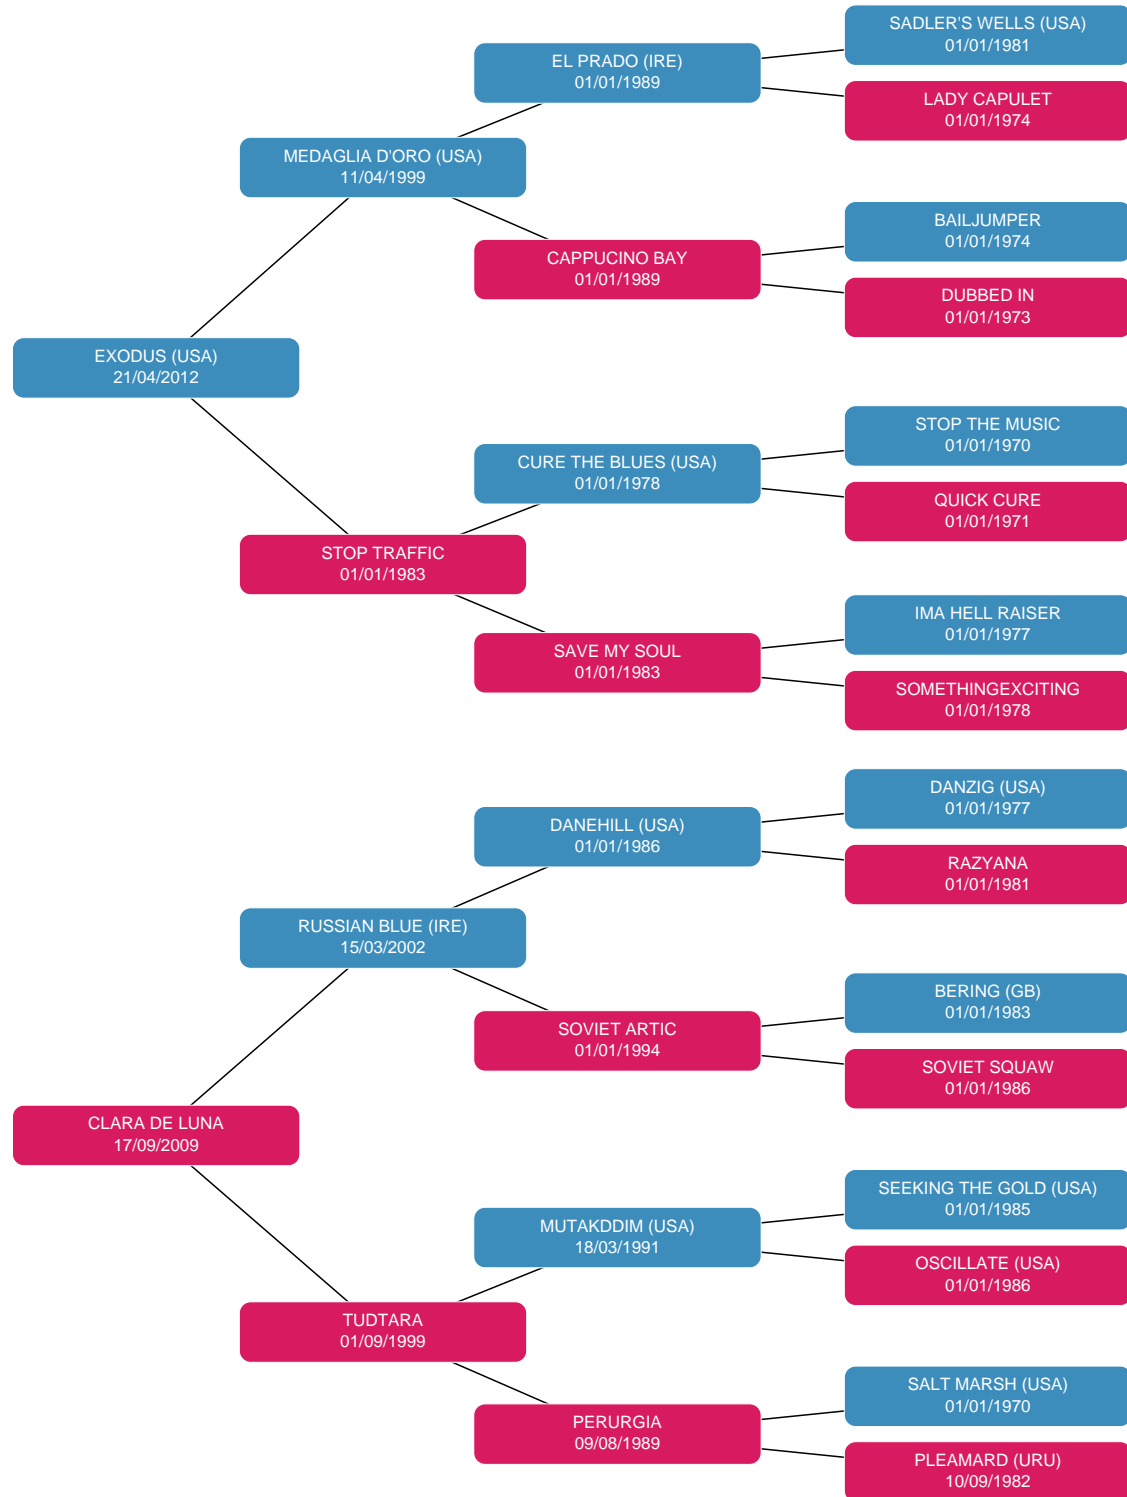 SADLER'S WELLS (USA)
01/01/1981
EL PRADO (IRE)
01/01/1989
LADY CAPULET
01/01/1974
MEDAGLIA D'ORO (USA)
11/04/1999
BAILJUMPER
01/01/1974
CAPPUCINO BAY
01/01/1989
DUBBED IN
01/01/1973
EXODUS (USA)
21/04/2012
STOP THE MUSIC
01/01/1970
CURE THE BLUES (USA)
01/01/1978
QUICK CURE
01/01/1971
STOP TRAFFIC
01/01/1983
IMA HELL RAISER
01/01/1977
SAVE MY SOUL
01/01/1983
SOMETHINGEXCITING
01/01/1978
DANZIG (USA)
01/01/1977
DANEHILL (USA)
01/01/1986
RAZYANA
01/01/1981
RUSSIAN BLUE (IRE)
15/03/2002
BERING (GB)
01/01/1983
SOVIET ARTIC
01/01/1994
SOVIET SQUAW
01/01/1986
CLARA DE LUNA
17/09/2009
SEEKING THE GOLD (USA)
01/01/1985
MUTAKDDIM (USA)
18/03/1991
OSCILLATE (USA)
01/01/1986
TUDTARA
01/09/1999
SALT MARSH (USA)
01/01/1970
PERURGIA
09/08/1989
PLEAMARD (URU)
10/09/1982